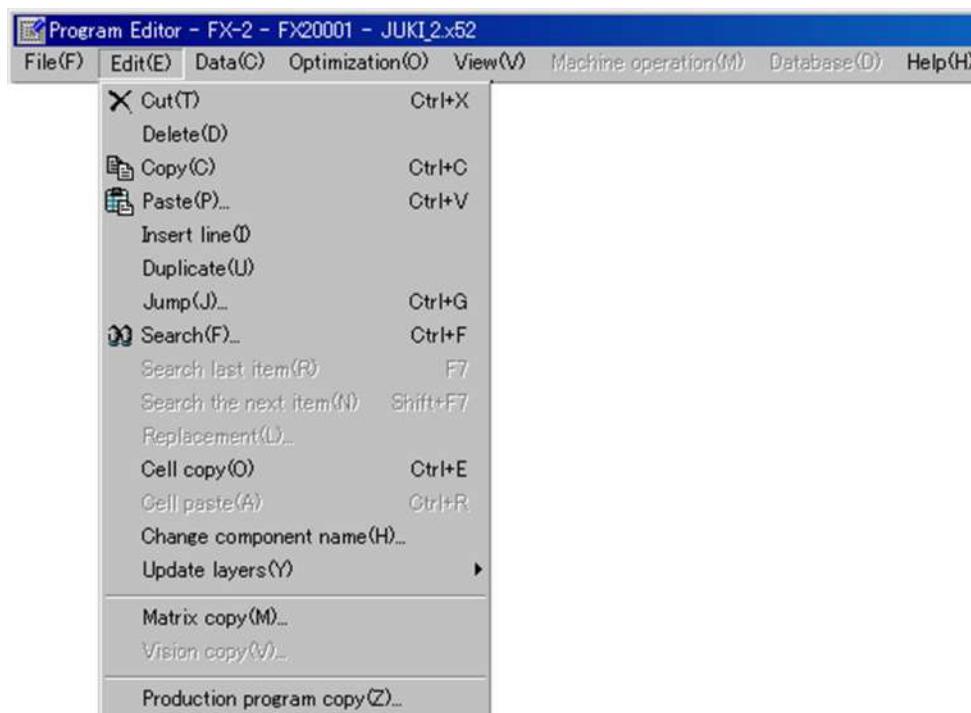 Program Editor - FX-2 - FX20001 - JUKI_2.x52
File(F) Edit(E) Data(C) Optimization(O) View(V) Machine operation(M) Database(D) Help(H)
Cut(T) Ctrl+X
Delete(D)
Copy(C) Ctrl+C
Paste(P)... Ctrl+V
Insert line(I)
Duplicate(U)
Jump(J)... Ctrl+G
Search(F)... Ctrl+F
Search last item(R) F7
Search the next item(N) Shift+F7
Replacement(L)...
Cell copy(O) Ctrl+E
Cell paste(A) Ctrl+R
Change component name(H)...
Update layers(Y)
Matrix copy(M)...
Vision copy(V)...
Production program copy(Z)...